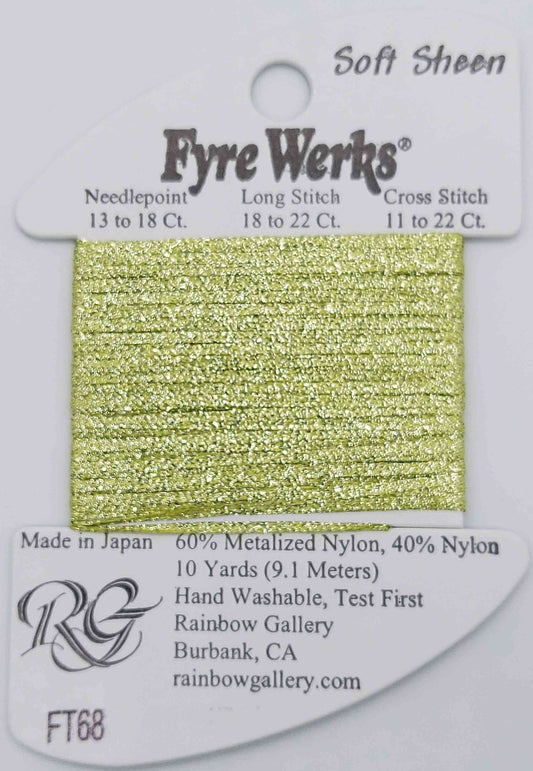 Soft Sheen
Fyre Werks®
Needlepoint Long Stitch Cross Stitch
13 to 18 Ct. 18 to 22 Ct. 11 to 22 Ct.
Made in Japan 60% Metalized Nylon, 40% Nylon
10 Yards (9.1 Meters)
Hand Washable, Test First
Rainbow Gallery
Burbank, CA
rainbowgallery.com
RG
FT68